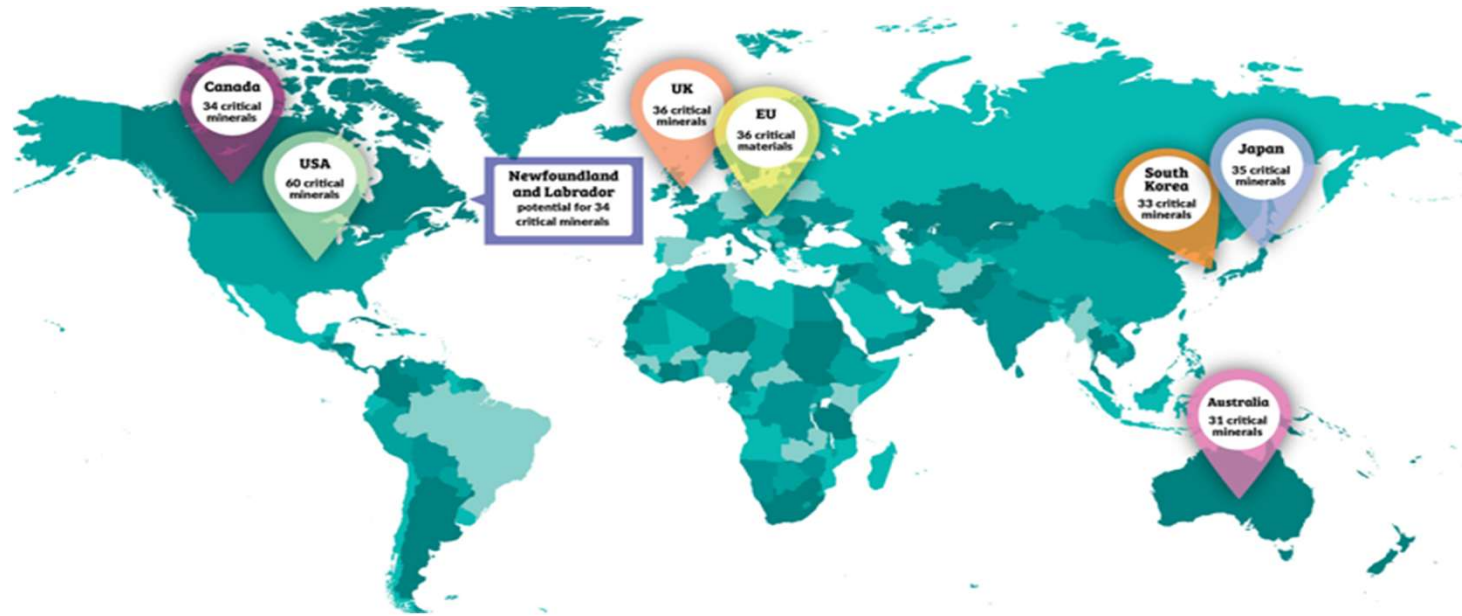 Canada
34 critical
minerals
USA
60 critical
minerals
Newfoundland
and Labrador
potential for 34
critical minerals
UK
36 critical
minerals
EU
36 critical
materials
South
Korea
33 critical
minerals
Japan
35 critical
minerals
Australia
31 critical
minerals